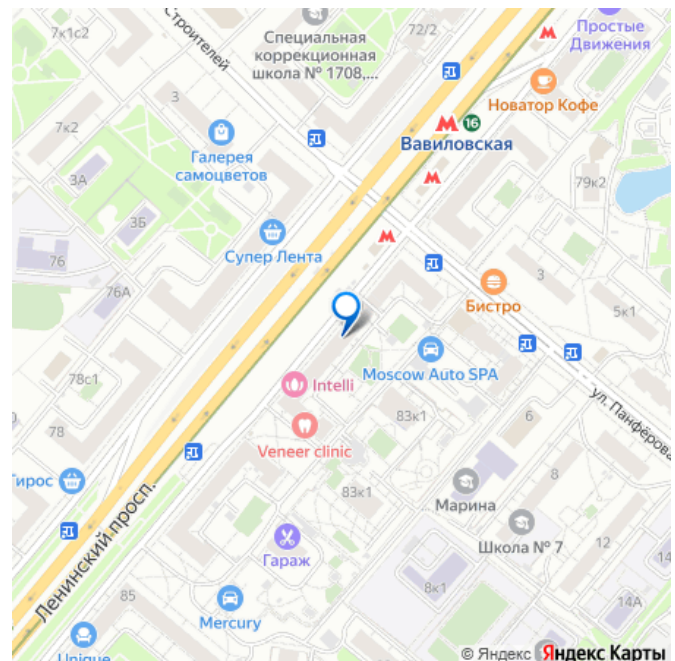 7к1с2
Строителей
Специальная
коррекционная
школа № 1708,...
72/2
Простые
Движения
3
Новатор Кофе
16
Вавиловская
7к2
Галерея
самоцветов
3А
79к2
3Б
76
Супер Лента
76А
3
Бистро
5к1
78с1
Moscow Auto SPA
Intelli
83к1
6
ул. Панфёрова
78
Veneer clinic
Гирос
83к1
Марина
8
Ленинский просп.
Школа № 7
12
Гараж
8к1
85
Mercury
14А
Unique
© Яндекс Яндекс Карты